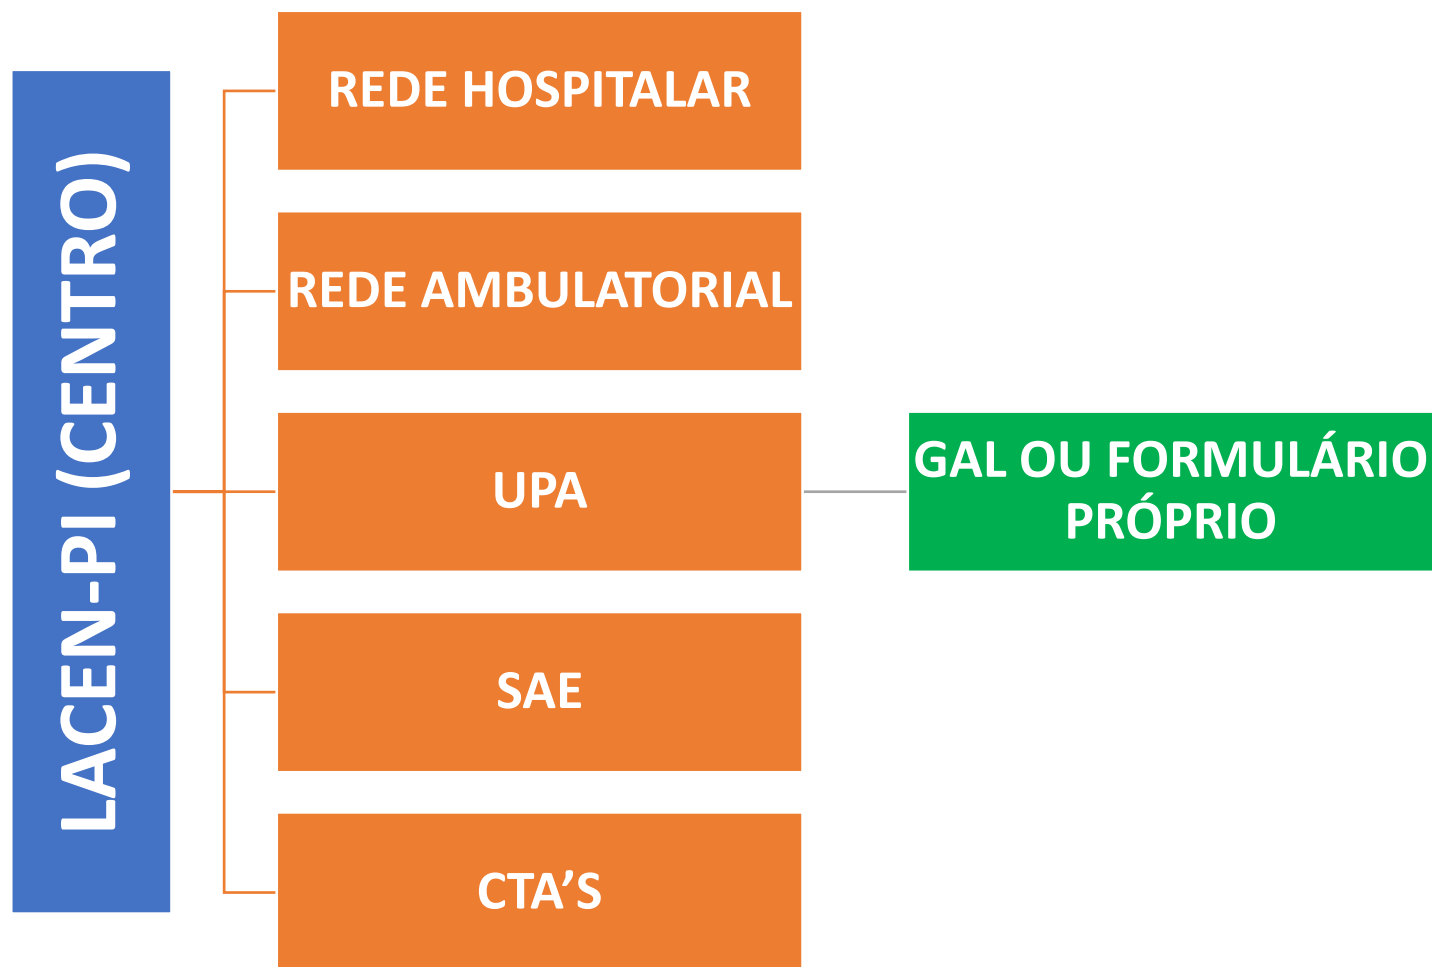 LACEN-PI (CENTRO)
REDE HOSPITALAR
REDE AMBULATORIAL
UPA
GAL OU FORMULÁRIO
PRÓPRIO
SAE
CTA’S